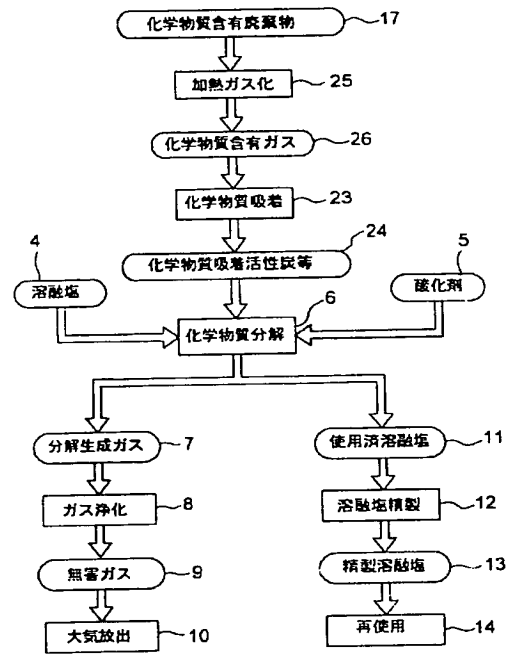 化学物質含有廃棄物 17
加熱ガス化 25
化学物質含有ガス 26
化学物質吸着 23
化学物質吸着活性炭等 24
4
溶融塩
5
酸化剤
化学物質分解 6
分解生成ガス 7
ガス浄化 8
無害ガス 9
大気放出 10
使用済溶融塩 11
溶融塩精製 12
精製溶融塩 13
再使用 14